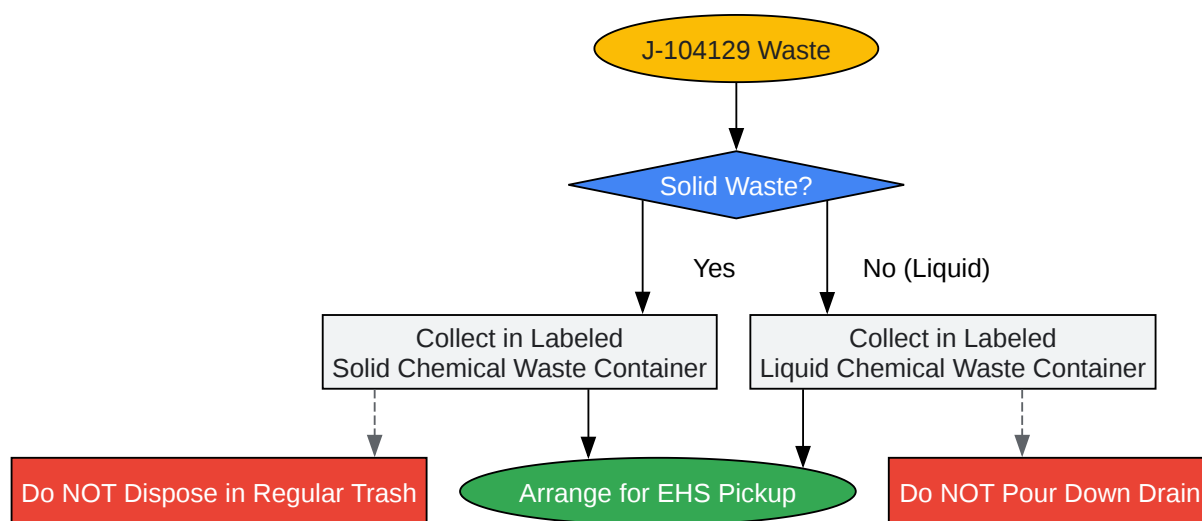 J-104129 Waste
Solid Waste?
Yes
No (Liquid)
Collect in Labeled
Solid Chemical Waste Container
Collect in Labeled
Liquid Chemical Waste Container
Do NOT Dispose in Regular Trash
Arrange for EHS Pickup
Do NOT Pour Down Drain